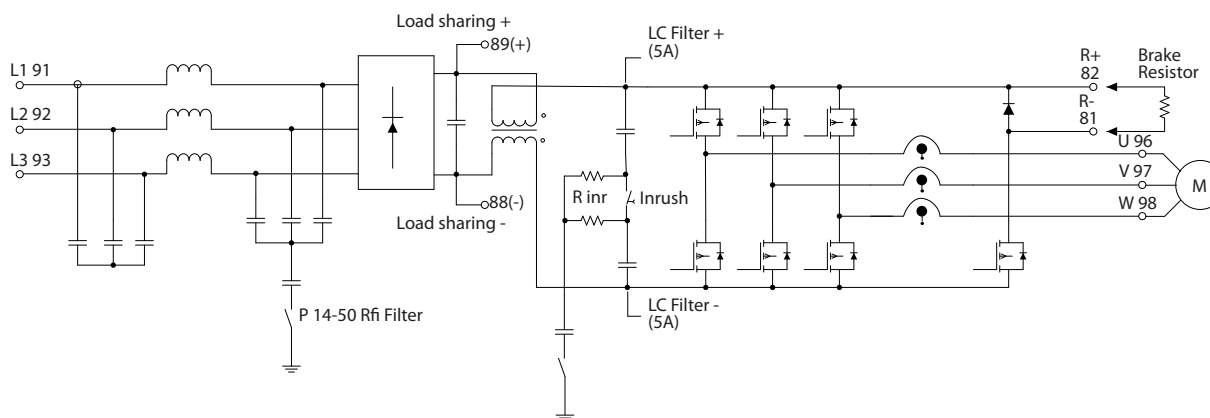 Load sharing +
89(+)
LC Filter +
(5A)
R+
82
Brake
Resistor
L1 91
R-
81
L2 92
U 96
L3 93
V 97
M
R inr
Inrush
88(-)
W 98
Load sharing -
P 14-50 Rfi Filter
LC Filter -
(5A)